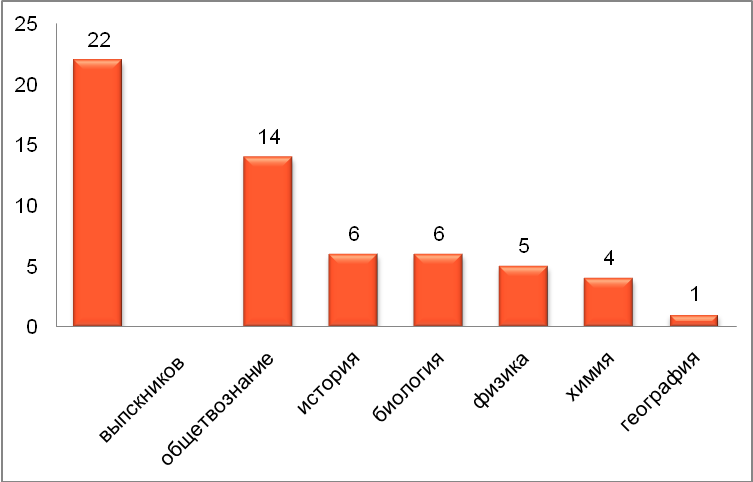 25
20
15
10
5
0
22
14
6
6
5
4
1
выпскников
общетвознание
история
биология
физика
химия
география